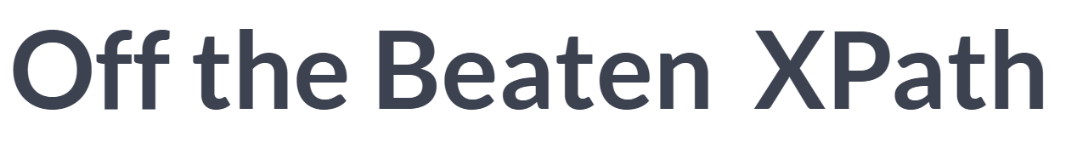 Off the Beaten XPath